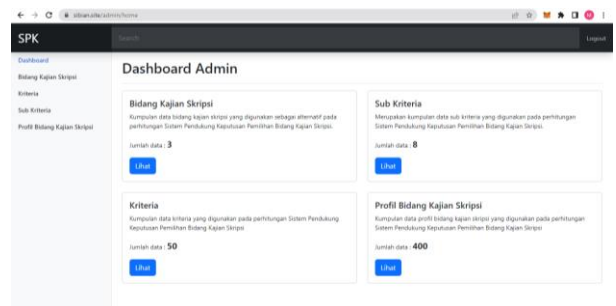 sitrian.site/admin/home
SPK
Search
Logout
Dashboard
Bidang Kajian Skripsi
Kriteria
Sub Kriteria
Profil Bidang Kajian Skripsi
Dashboard Admin
Bidang Kajian Skripsi
Kumpulan data bidang kajian skripsi yang digunakan sebagai alternatif pada
perhitungan Sistem Pendukung Keputusan Pemilihan Bidang Kajian Skripsi.
Jumlah data : 3
Lihat
Sub Kriteria
Merupakan kumpulan data sub kriteria yang digunakan pada perhitungan
Sistem Pendukung Keputusan Pemilihan Bidang Kajian Skripsi.
Jumlah data : 8
Lihat
Kriteria
Kumpulan data kriteria yang digunakan pada perhitungan Sistem Pendukung
Keputusan Pemilihan Bidang Kajian Skripsi
Jumlah data : 50
Lihat
Profil Bidang Kajian Skripsi
Kumpulan data profil bidang kajian skripsi yang digunakan pada perhitungan
Sistem Pendukung Keputusan Pemilihan Bidang Kajian Skripsi
Jumlah data : 400
Lihat